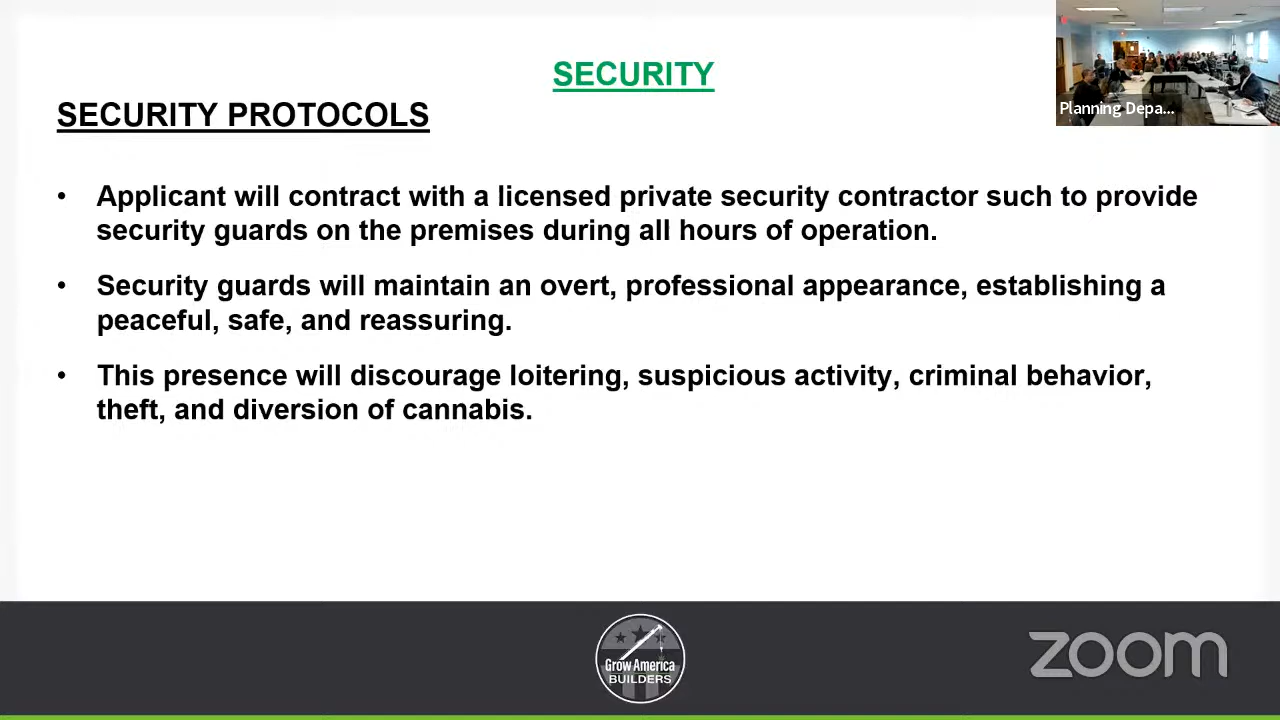 SECURITY
SECURITY PROTOCOLS
Planning Depa...
• Applicant will contract with a licensed private security contractor such to provide
security guards on the premises during all hours of operation.
• Security guards will maintain an overt, professional appearance, establishing a
peaceful, safe, and reassuring.
• This presence will discourage loitering, suspicious activity, criminal behavior,
theft, and diversion of cannabis.
Grow America
BUILDERS
zoom